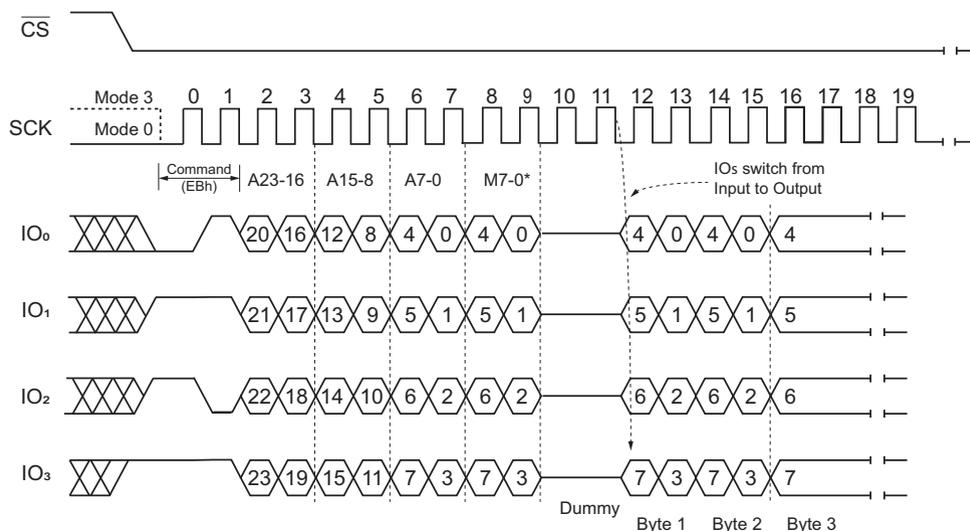 CS
Mode 3
SCK
Mode 0
0 1 2 3 4 5 6 7 8 9 10 11 12 13 14 15 16 17 18 19
Command
(EBh)
A23-16 A15-8 A7-0 M7-0*
IOs switch from
Input to Output
IO₀ 20 16 12 8 4 0 4 0 4 0 4 0 4
IO₁ 21 17 13 9 5 1 5 1 5 1 5 1 5
IO₂ 22 18 14 10 6 2 6 2 6 2 6 2 6
IO₃ 23 19 15 11 7 3 7 3 7 3 7 3 7
Dummy
Byte 1 Byte 2 Byte 3